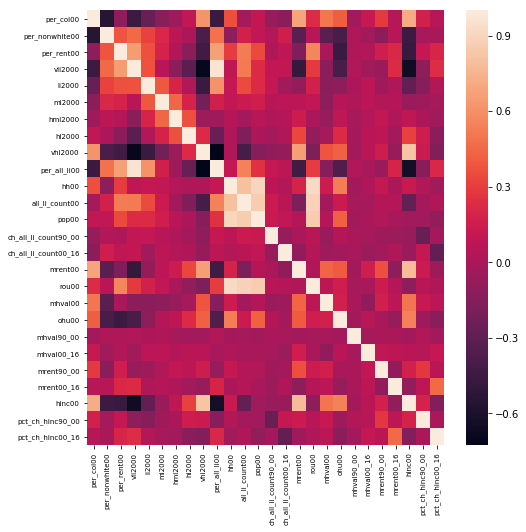 per_col00
per_nonwhite00
per_rent00
vli2000
li2000
mi2000
hmi2000
hi2000
vhi2000
per_all_li00
hh00
all_li_count00
pop00
ch_all_li_count90_00
ch_all_li_count00_16
mrent00
rou00
mhval00
ohu00
mhval90_00
mhval00_16
mrent90_00
mrent00_16
hinc00
pct_ch_hinc90_00
pct_ch_hinc00_16
per_col00
per_nonwhite00
per_rent00
vli2000
li2000
mi2000
hmi2000
hi2000
vhi2000
per_all_li00
hh00
all_li_count00
pop00
ch_all_li_count90_00
ch_all_li_count00_16
mrent00
rou00
mhval00
ohu00
mhval90_00
mhval00_16
mrent90_00
mrent00_16
hinc00
pct_ch_hinc90_00
pct_ch_hinc00_16
0.9
0.6
0.3
0.0
−0.3
−0.6